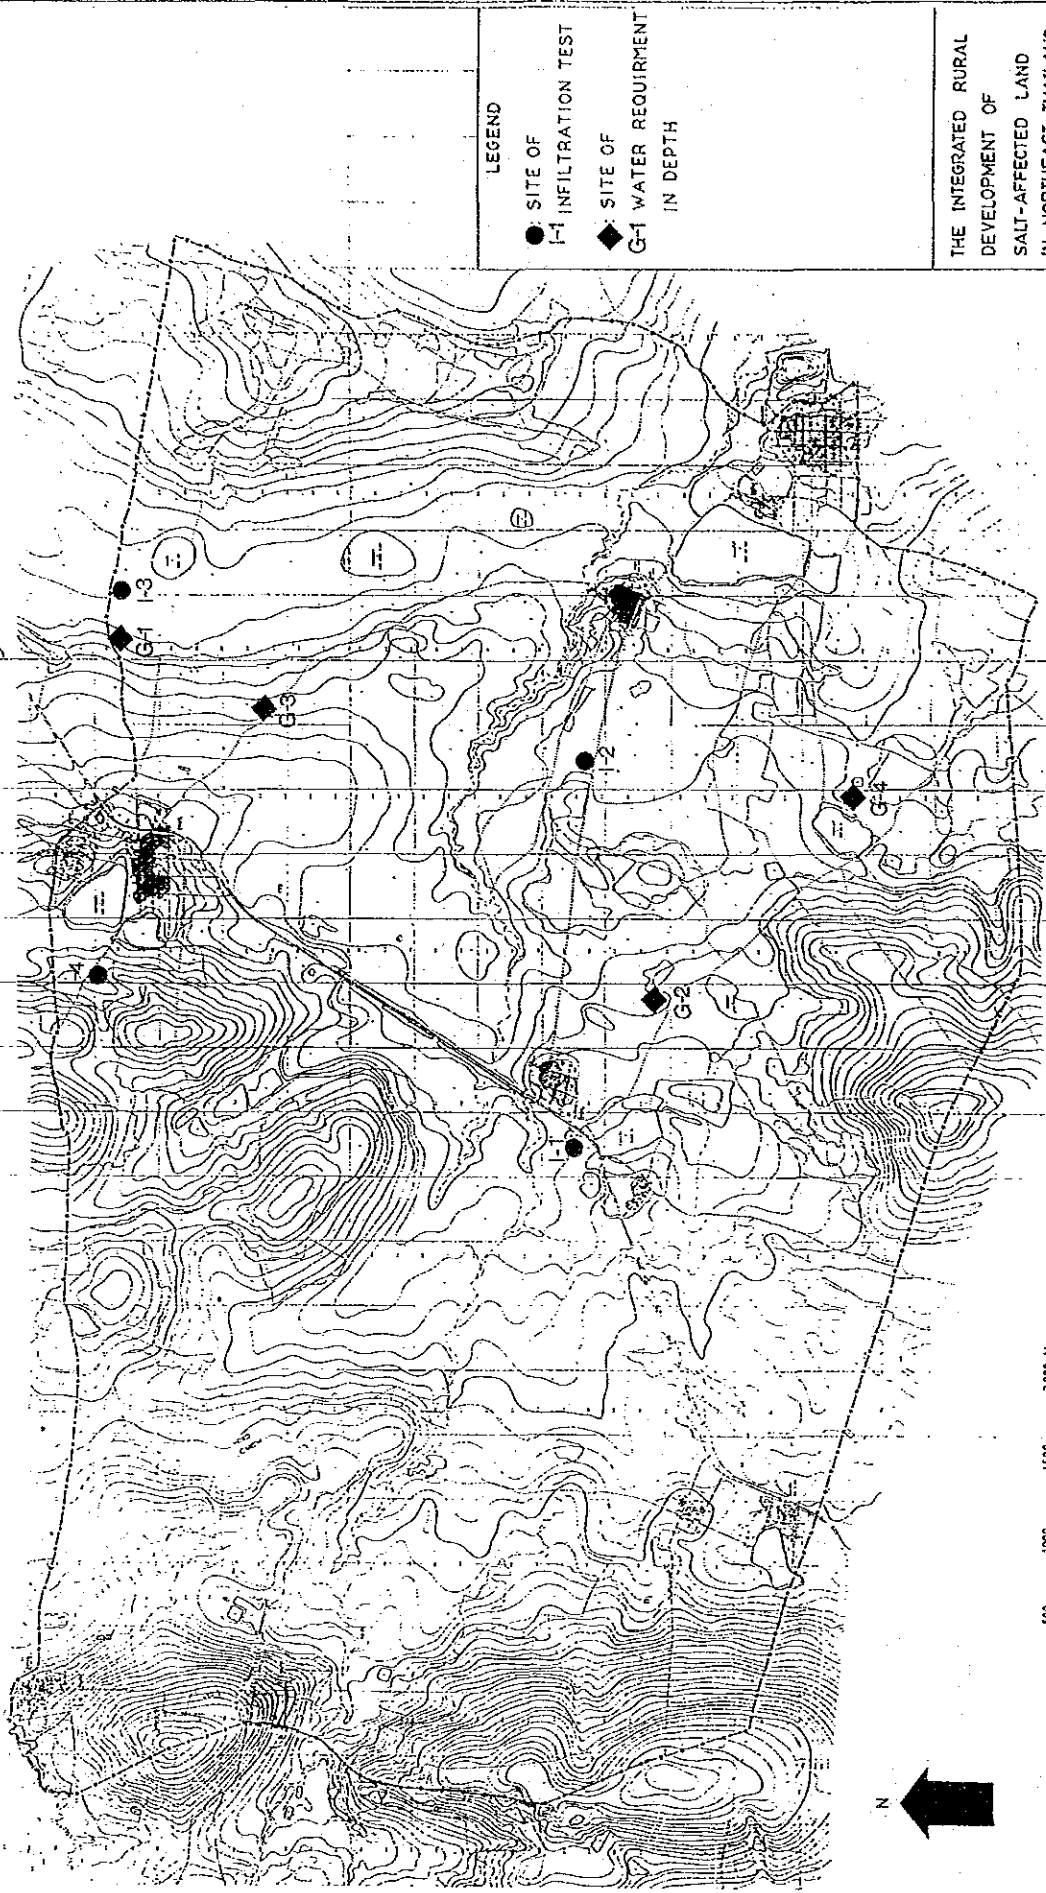 LEGEND
: SITE OF
I-1 INFILTRATION TEST
: SITE OF
G-1 WATER REQUIRMENT
IN DEPTH
THE INTEGRATED RURAL
DEVELOPMENT OF
SALT-AFFECTED LAND
I-3
G-1
G-3
I-2
G-4
G-2
I-1
N